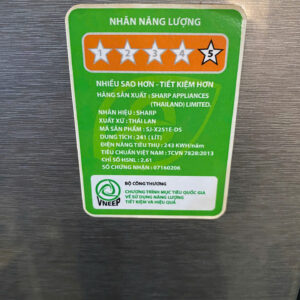 NHÃN NĂNG LƯỢNG
1 2 3 4 5
NHIỀU SAO HƠN - TIẾT KIỆM HƠN
HÃNG SẢN XUẤT : SHARP APPLIANCES
(THAILAND) LIMITED.
NHÃN HIỆU : SHARP
XUẤT XỨ : THÁI LAN
MÃ SẢN PHẨM : SJ-X251E-DS
DUNG TÍCH : 241 (LÍT)
ĐIỆN NĂNG TIÊU THỤ : 243 KWH/năm
TIÊU CHUẨN VIỆT NAM : TCVN 7828:2013
CHỈ SỐ HSNL : 2,61
SỐ CHỨNG NHẬN : 07160206
BỘ CÔNG THƯƠNG
CHƯƠNG TRÌNH MỤC TIÊU QUỐC GIA
VỀ SỬ DỤNG NĂNG LƯỢNG
TIẾT KIỆM VÀ HIỆU QUẢ
VNEEP